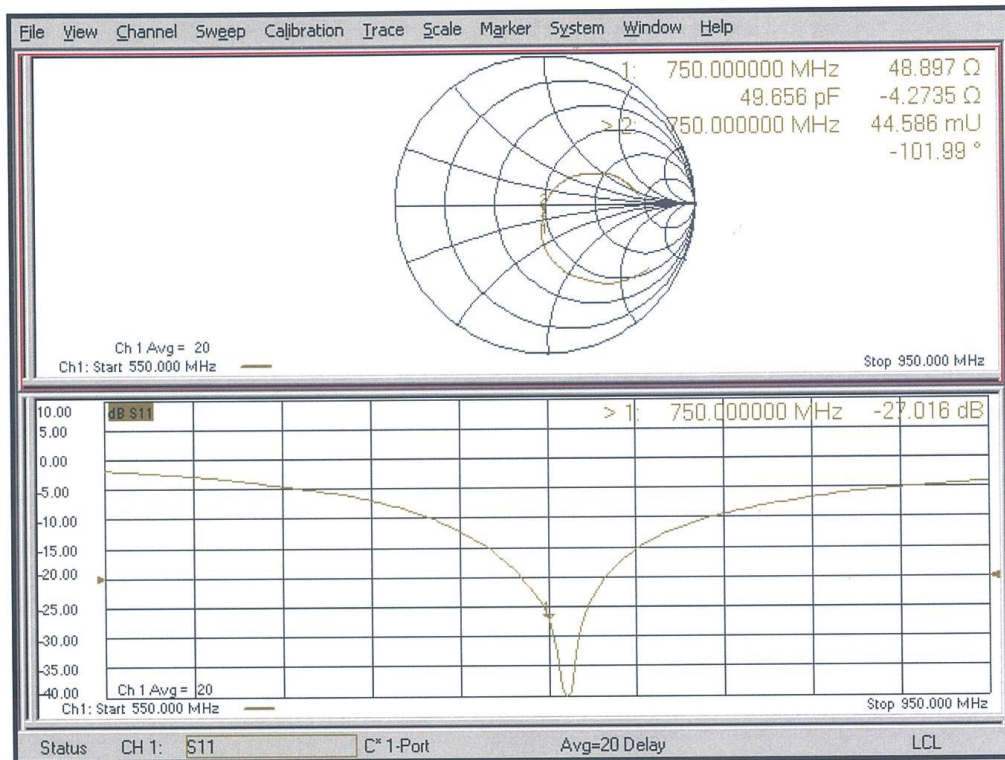 File View Channel Sweep Calibration Trace Scale Marker System Window Help
1: 750.000000 MHz 48.897 Ω
49.656 pF -4.2735 Ω
> 2: 750.000000 MHz 44.586 mU
-101.99 °
Ch 1 Avg = 20
Ch1: Start 550.000 MHz Stop 950.000 MHz
10.00 dB S11 > 1: 750.000000 MHz -27.016 dB
5.00
0.00
-5.00
-10.00
-15.00
-20.00
-25.00
-30.00
-35.00
-40.00
Ch 1 Avg = 20
Ch1: Start 550.000 MHz Stop 950.000 MHz
Status CH 1: S11 C* 1-Port Avg=20 Delay LCL